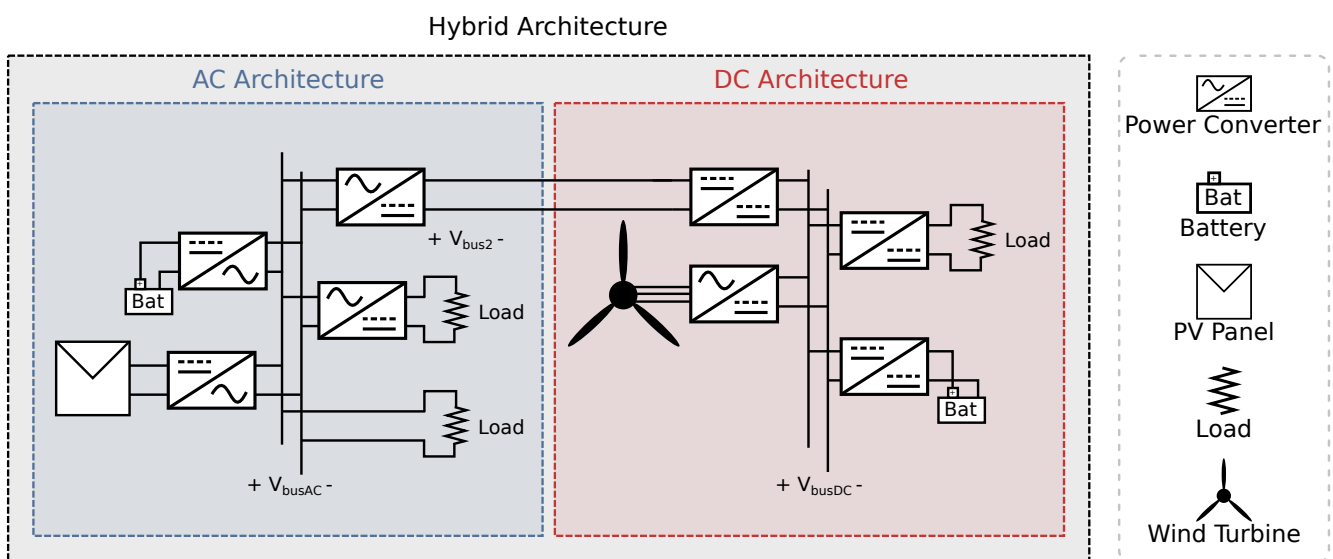 Hybrid Architecture
AC Architecture
DC Architecture
+ VbusAC -
+ Vbus2 -
Bat
Load
Load
Load
Bat
+ VbusDC -
Power Converter
Bat
Battery
PV Panel
Load
Wind Turbine